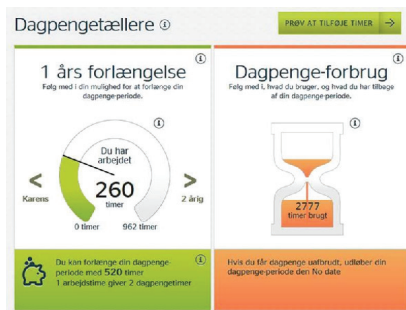 Dagpengetællere
PRØV AT TILFØJE TIMER
1 års forlængelse
Følg med i din mulighed for at forlænge din
dagpenge-periode.
Du har
arbejdet
260
timer
Karens
2 årig
0 timer
962 timer
Du kan forlænge din dagpenge-
periode med 520 timer
1 arbejdstime giver 2 dagpengetimer
Dagpenge-forbrug
Følg med i, hvad du bruger, og hvad du har tilbage
af din dagpenge-periode.
2777
timer brugt
Hvis du får dagpenge uafbrudt, udløber din
dagpenge-periode den No date